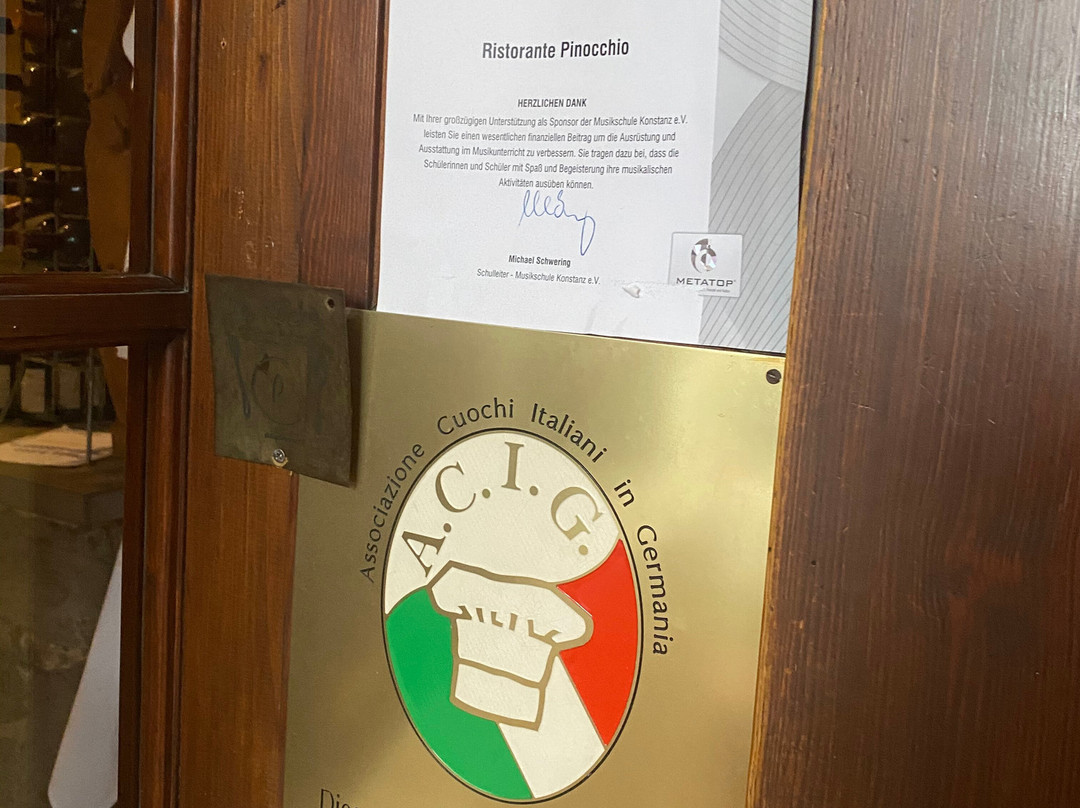 Ristorante Pinocchio
HERZLICHEN DANK
Mit Ihrer großzügigen Unterstützung als Sponsor der Musikschule Konstanz e.V.
leisten Sie einen wesentlichen finanziellen Beitrag um die Ausrüstung und
Ausstattung im Musikunterricht zu verbessern. Sie tragen dazu bei, dass die
Schülerinnen und Schüler mit Spaß und Begeisterung ihre musikalischen
Aktivitäten ausüben können.
Michael Schwering
Schulleiter - Musikschule Konstanz e.V.
METATOP
Associazione Cuochi Italiani in Germania
A.C.I.G.